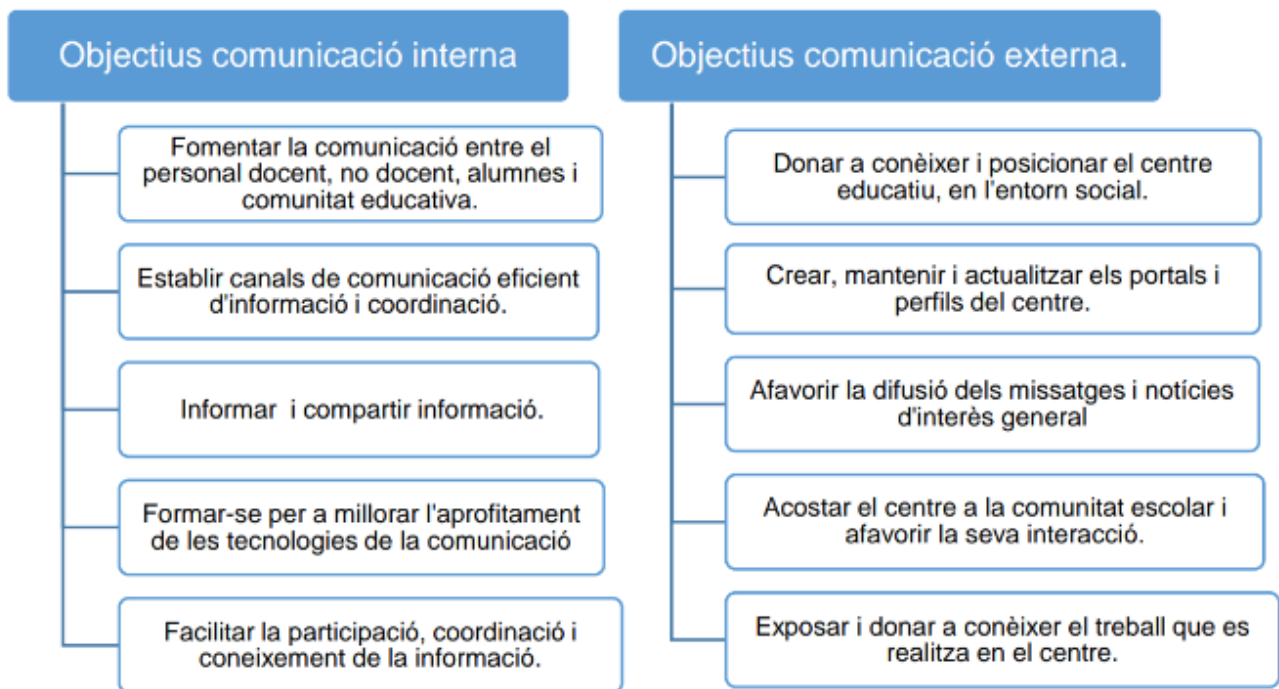 Objectius comunicació interna
Fomentar la comunicació entre el
personal docent, no docent, alumnes i
comunitat educativa.
Establir canals de comunicació eficient
d'informació i coordinació.
Informar i compartir informació.
Formar-se per a millorar l'aprofitament
de les tecnologies de la comunicació
Facilitar la participació, coordinació i
coneixement de la informació.
Objectius comunicació externa.
Donar a conèixer i posicionar el centre
educatiu, en l'entorn social.
Crear, mantenir i actualitzar els portals i
perfils del centre.
Afavorir la difusió dels missatges i notícies
d'interès general
Acostar el centre a la comunitat escolar i
afavorir la seva interacció.
Exposar i donar a conèixer el treball que es
realitza en el centre.